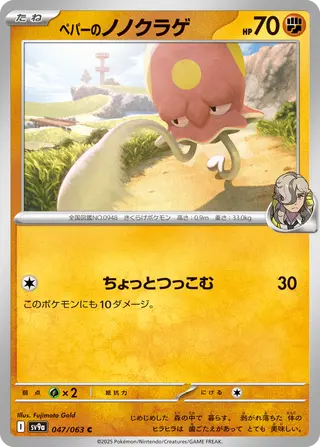 たね
ペパーのノノクラゲ HP70
全国図鑑NO.0948 きくらげポケモン 高さ：0.9m 重さ：33.0kg
ちょっとつっこむ 30
このポケモンにも10ダメージ。
弱点 ×2 抵抗力 にげる
Illus. Fujimoto Gold
I SV9a 047/063 C
じめじめした 森の中で 暮らす。 剥がれ落ちた 体の
ヒラヒラは 歯ごたえがあって とても おいしい。
©2025 Pokémon/Nintendo/Creatures/GAME FREAK.